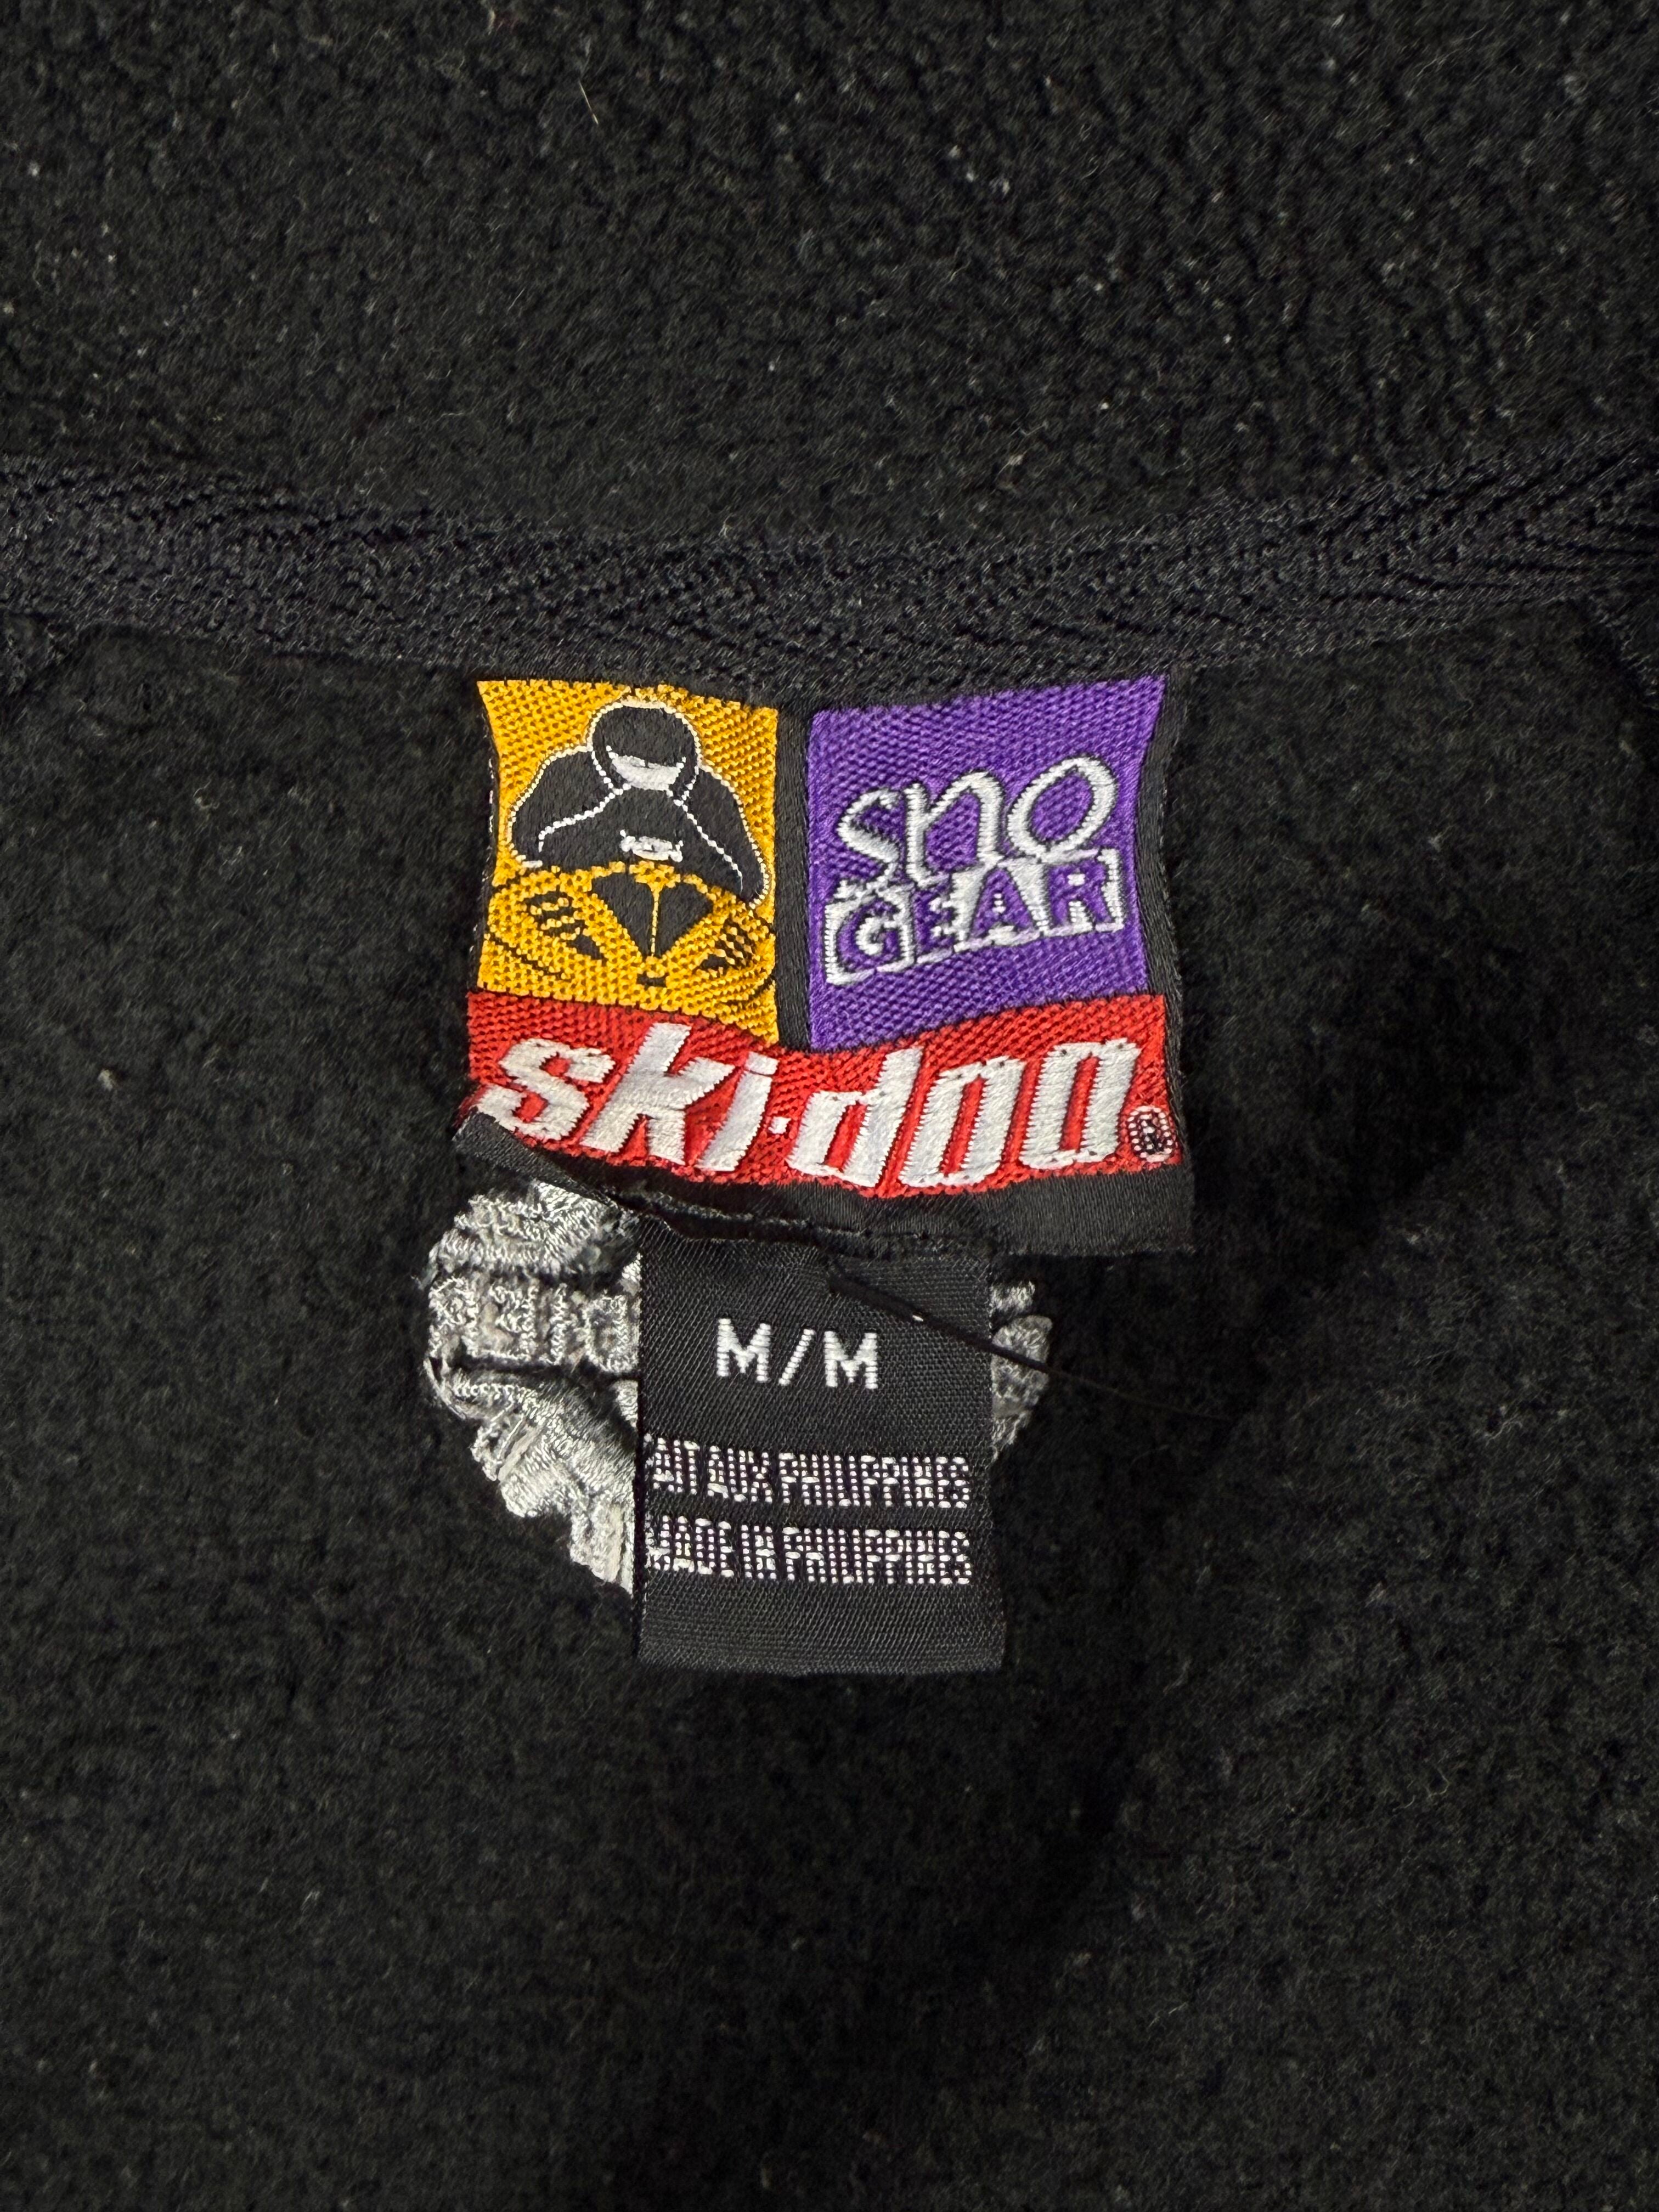 sno
GEAR
ski-doo®
M/M
FAIT AUX PHILIPPINES
MADE IN PHILIPPINES